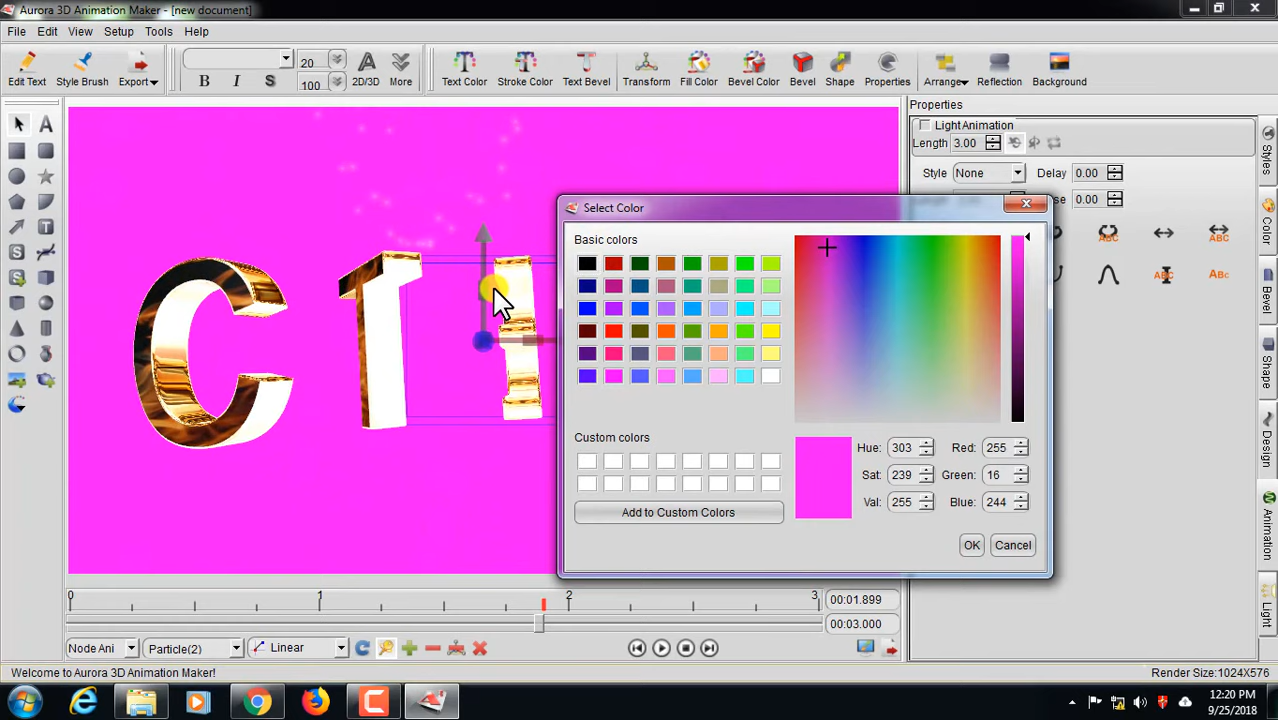 Aurora 3D Animation Maker - [new document]
File Edit View Setup Tools Help
20
100
B I S
Edit Text Style Brush Export 2D/3D More Text Color Stroke Color Text Bevel Transform Fill Color Bevel Color Bevel Shape Properties Arrange Reflection Background
Properties
LightAnimation
Length 3.00
Style None Delay 0.00
0.00
ABC ABC
ABC ABC
Styles
Color
Shape
Design
Animation
Light
C T I
Select Color
Basic colors
Custom colors
Add to Custom Colors
Hue: 303 Red: 255
Sat: 239 Green: 16
Val: 255 Blue: 244
OK Cancel
0 1 2 3
00:01.899
00:03.000
Node Ani Particle(2) Linear
Welcome to Aurora 3D Animation Maker! Render Size:1024X576
12:20 PM
9/25/2018